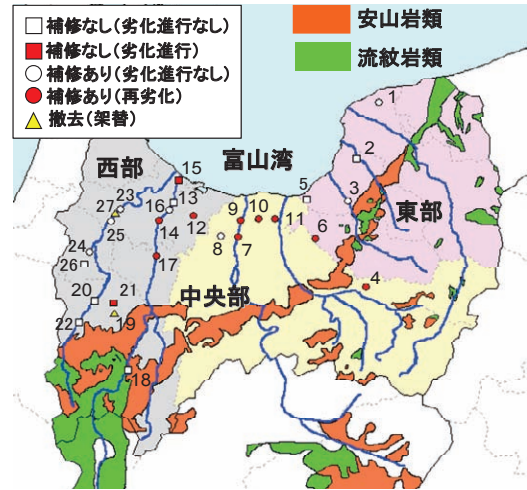 補修なし(劣化進行なし)
補修なし(劣化進行)
補修あり(劣化進行なし)
補修あり(再劣化)
撤去(架替)
安山岩類
流紋岩類
西部
富山湾
東部
中央部
1
2
3
4
5
6
7
8
9
10
11
12
13
14
15
16
17
18
19
20
21
22
23
24
25
26
27